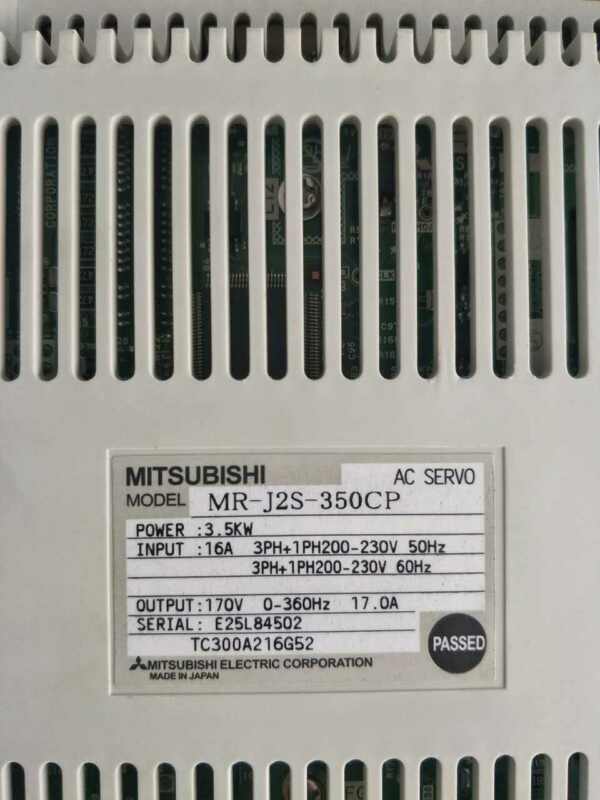 CORPORATION
MITSUBISHI
AC SERVO
MODEL MR-J2S-350CP
POWER :3.5KW
INPUT :16A 3PH+1PH200-230V 50Hz
3PH+1PH200-230V 60Hz
OUTPUT:170V 0-360Hz 17.0A
SERIAL: E25L84502
TC300A216G52
PASSED
MITSUBISHI ELECTRIC CORPORATION
MADE IN JAPAN